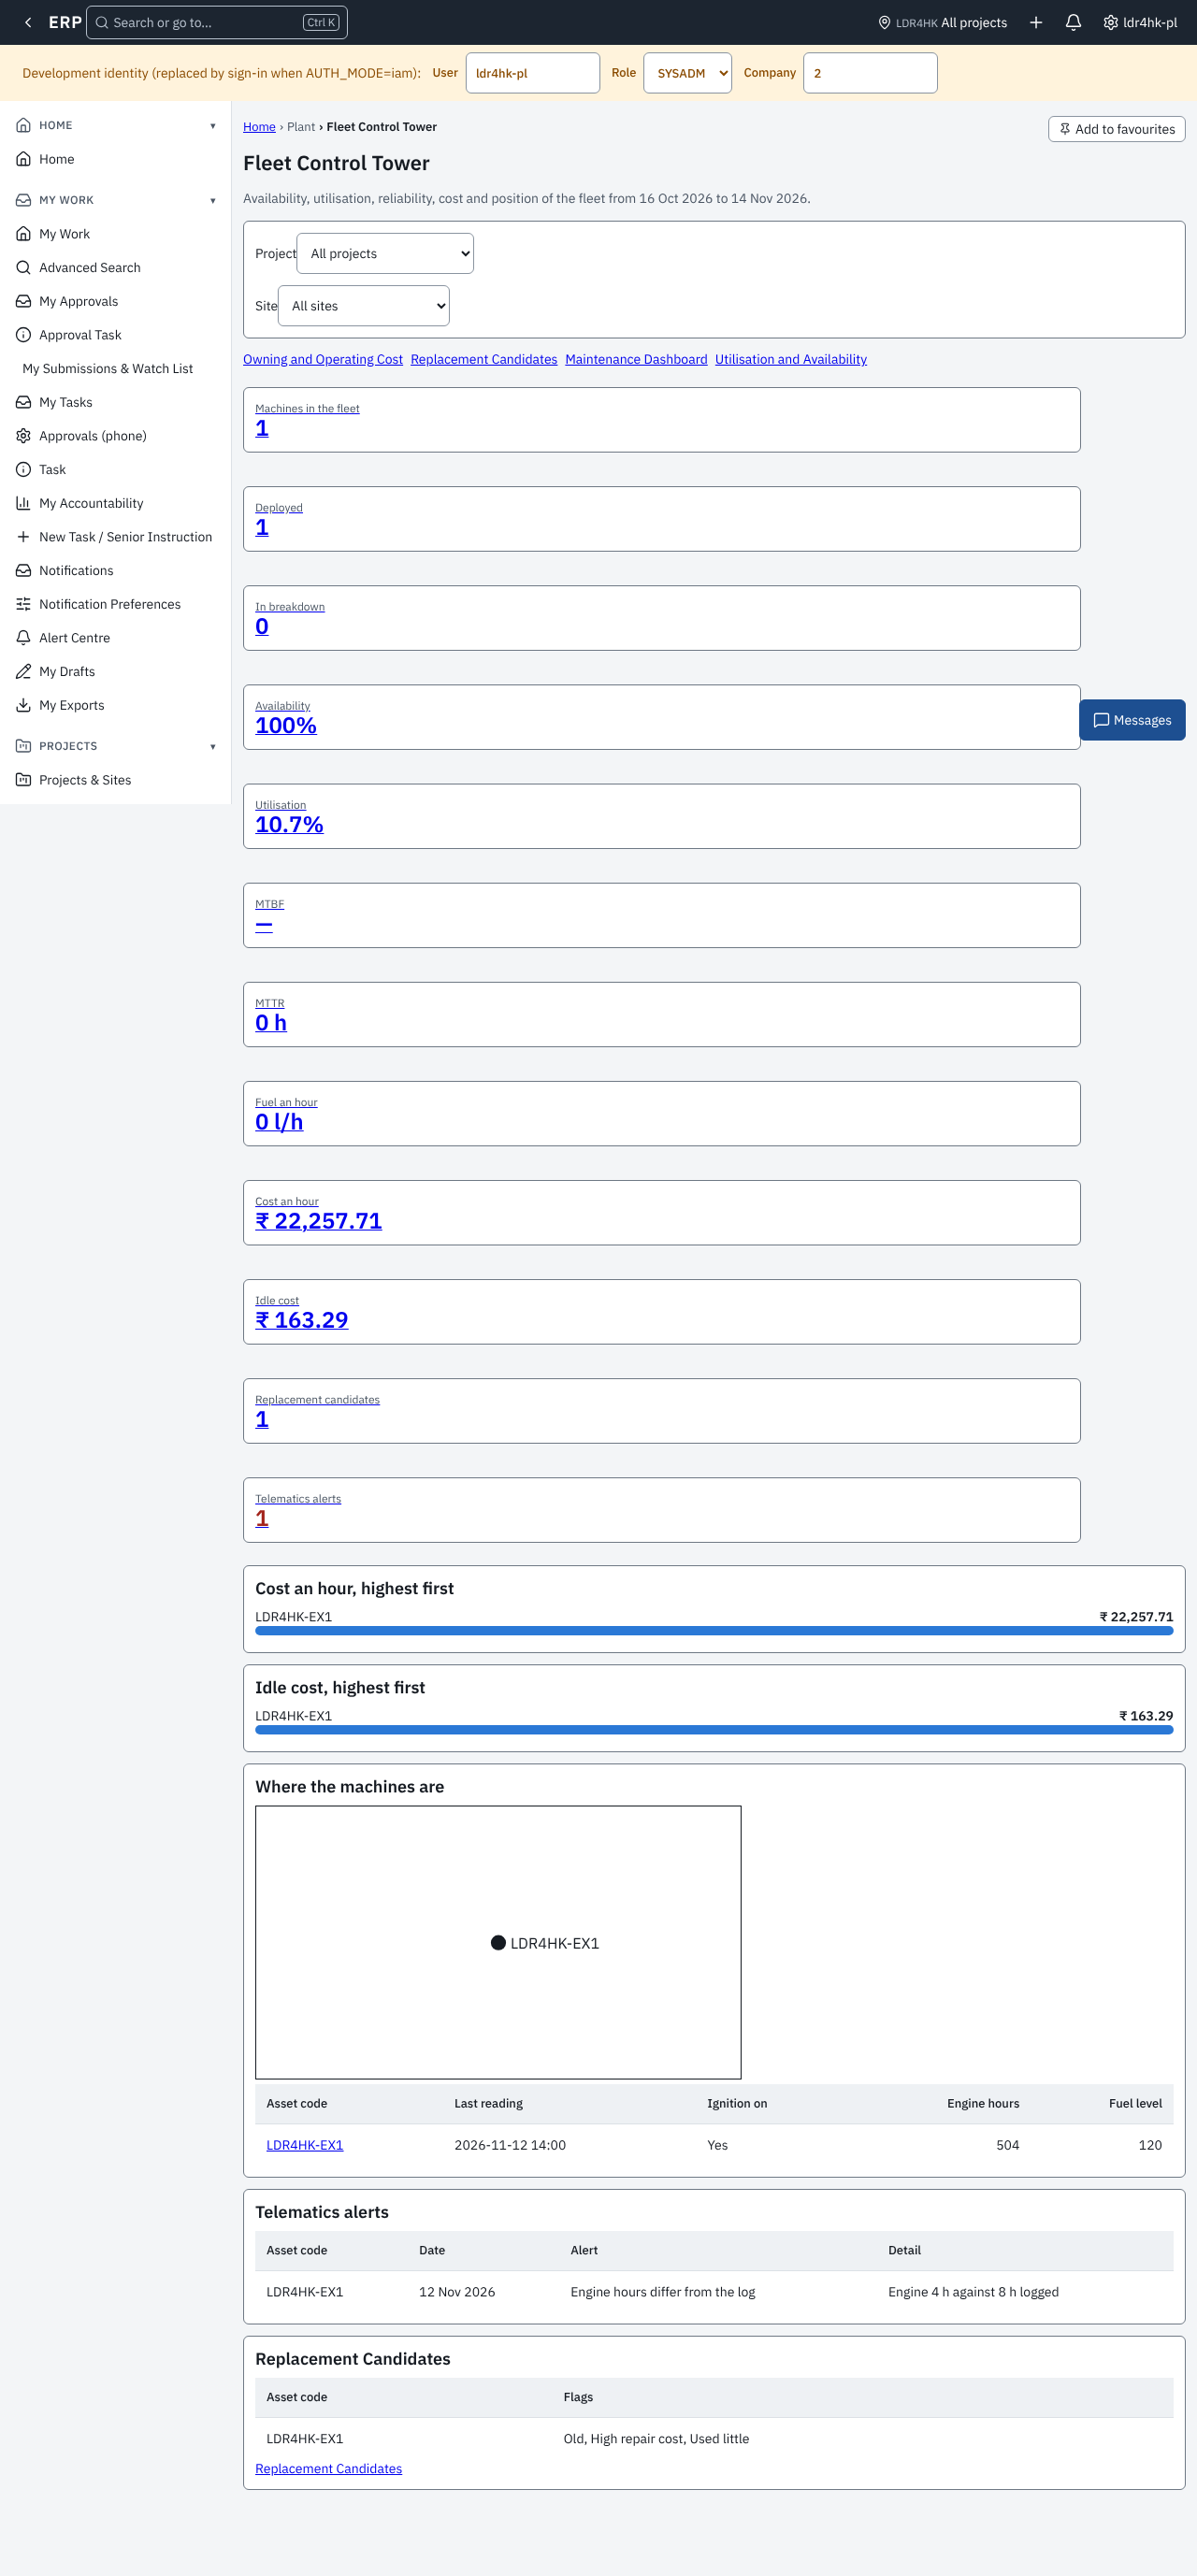 ERP Search or go to... Ctrl K LDR4HK All projects ldr4hk-pl
Development identity (replaced by sign-in when AUTH_MODE=iam): User ldr4hk-pl Role SYSADM Company 2
HOME
Home
MY WORK
My Work
Advanced Search
My Approvals
Approval Task
My Submissions & Watch List
My Tasks
Approvals (phone)
Task
My Accountability
New Task / Senior Instruction
Notifications
Notification Preferences
Alert Centre
My Drafts
My Exports
PROJECTS
Projects & Sites
Home › Plant › Fleet Control Tower
Add to favourites
Fleet Control Tower
Availability, utilisation, reliability, cost and position of the fleet from 16 Oct 2026 to 14 Nov 2026.
Project All projects
Site All sites
Owning and Operating Cost Replacement Candidates Maintenance Dashboard Utilisation and Availability
Machines in the fleet
1
Deployed
1
In breakdown
0
Availability
100%
Messages
Utilisation
10.7%
MTBF
—
MTTR
0 h
Fuel an hour
0 l/h
Cost an hour
₹ 22,257.71
Idle cost
₹ 163.29
Replacement candidates
1
Telematics alerts
1
Cost an hour, highest first
LDR4HK-EX1 ₹ 22,257.71
Idle cost, highest first
LDR4HK-EX1 ₹ 163.29
Where the machines are
LDR4HK-EX1
Asset code Last reading Ignition on Engine hours Fuel level
LDR4HK-EX1 2026-11-12 14:00 Yes 504 120
Telematics alerts
Asset code Date Alert Detail
LDR4HK-EX1 12 Nov 2026 Engine hours differ from the log Engine 4 h against 8 h logged
Replacement Candidates
Asset code Flags
LDR4HK-EX1 Old, High repair cost, Used little
Replacement Candidates